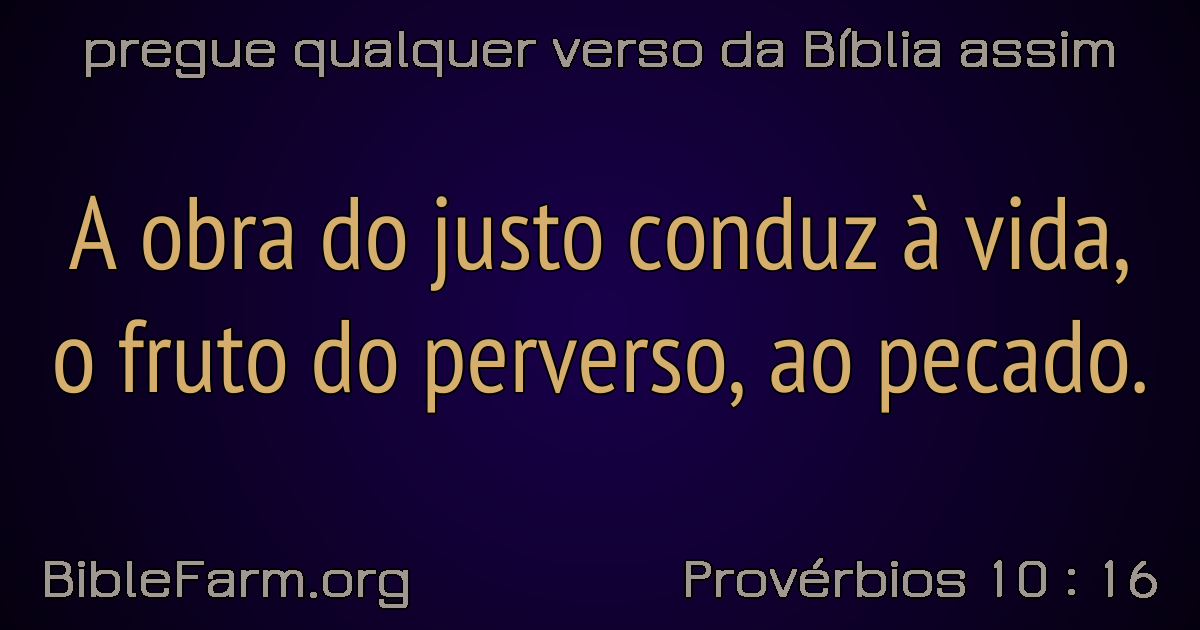 pregue qualquer verso da Bíblia assim
A obra do justo conduz à vida,
o fruto do perverso, ao pecado.
BibleFarm.org
Provérbios 10 : 16